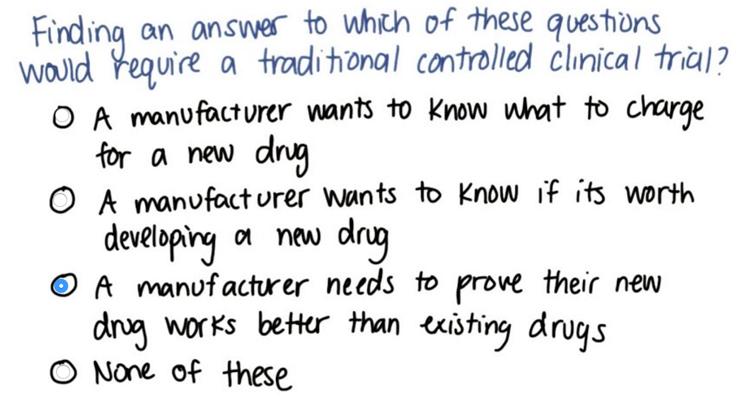 Finding an answer to which of these questions
would require a traditional controlled clinical trial?
A manufacturer wants to know what to charge
for a new drug
A manufacturer wants to know if its worth
developing a new drug
A manufacturer needs to prove their new
drug works better than existing drugs
None of these